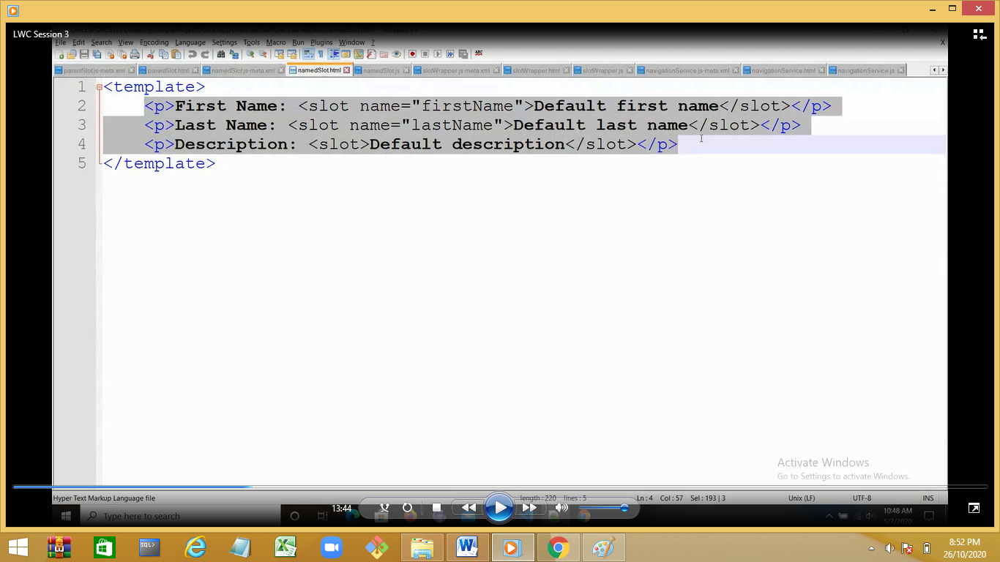 LWC Session 3
File Edit Search View Encoding Language Settings Tools Macro Run Plugins Window ? X
parentSlot.js-meta.xml parentSlot.html namedSlot.js-meta.xml namedSlot.html namedSlot.js slotWrapper.js-meta.xml slotWrapper.html slotWrapper.js navigationService.js-meta.xml navigationService.html navigationService.js
1 <template>
2 <p>First Name: <slot name="firstName">Default first name</slot></p>
3 <p>Last Name: <slot name="lastName">Default last name</slot></p>
4 <p>Description: <slot>Default description</slot></p>
5 </template>
Activate Windows
Go to Settings to activate Windows.
Hyper Text Markup Language file length : 220 lines : 5 Ln : 4 Col : 57 Sel : 193 | 3 Unix (LF) UTF-8 INS
13:44
Type here to search
10:48 AM
5/7/2020
SQL>
8:52 PM
26/10/2020